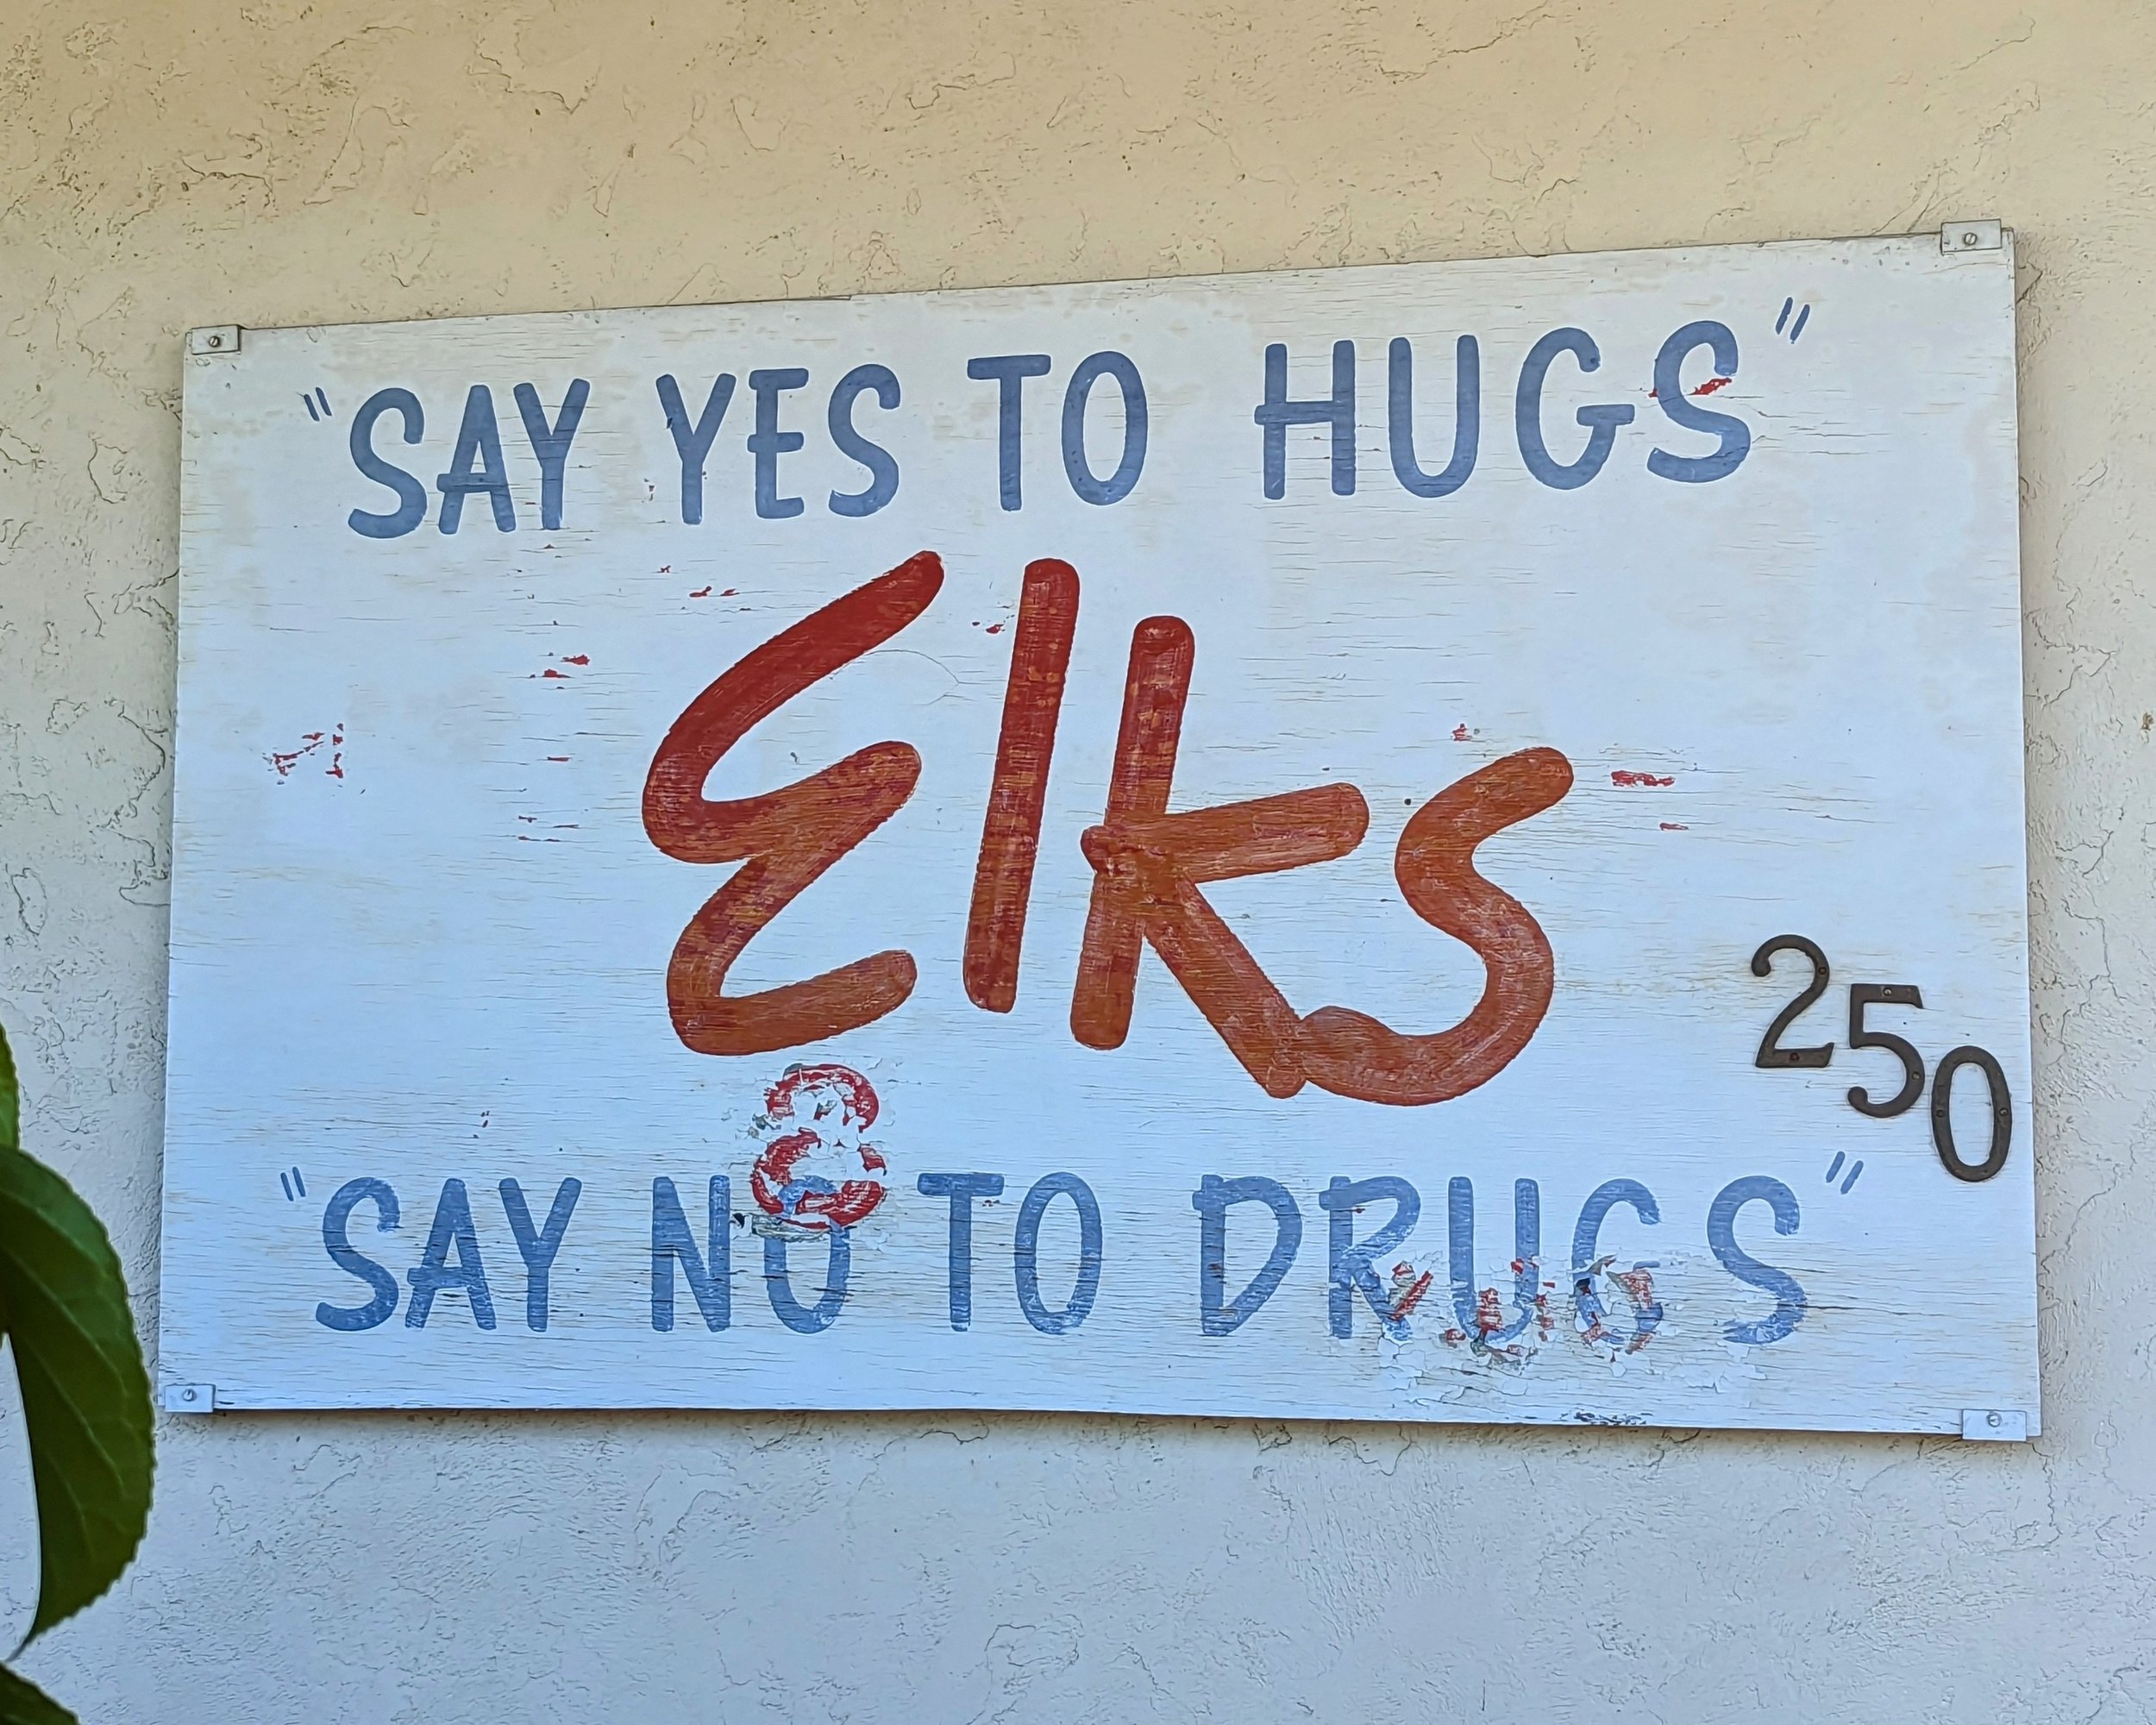 "SAY YES TO HUGS"
Elks
250
"SAY NO TO DRUGS"